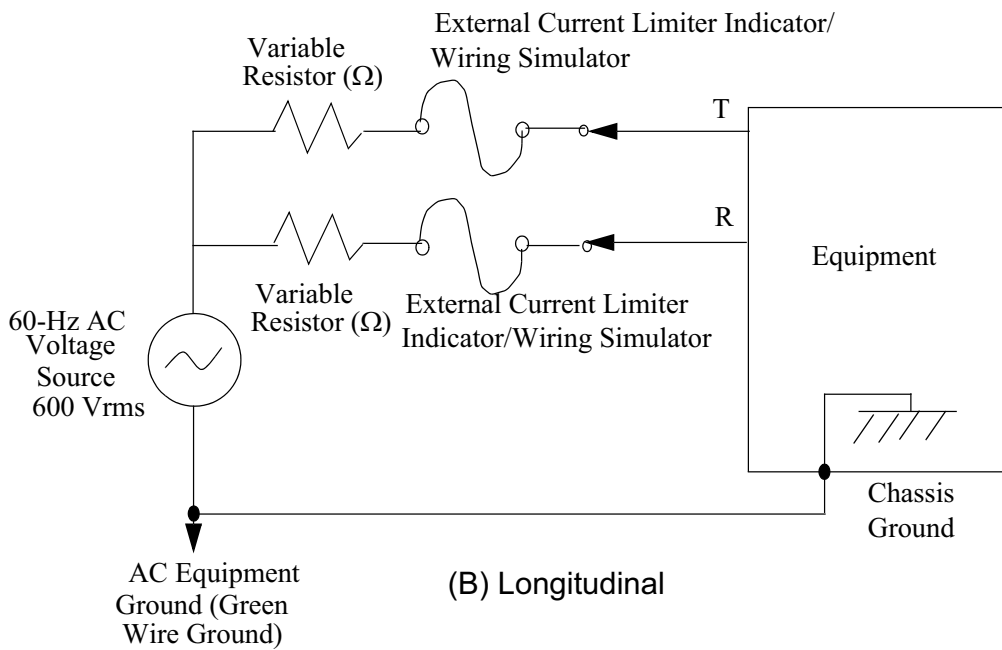 External Current Limiter Indicator/
Wiring Simulator
Variable
Resistor (Ω)
T
R
Equipment
Variable
Resistor (Ω)
External Current Limiter
Indicator/Wiring Simulator
60-Hz AC
Voltage
Source
600 Vrms
Chassis
Ground
AC Equipment
Ground (Green
Wire Ground)
(B) Longitudinal